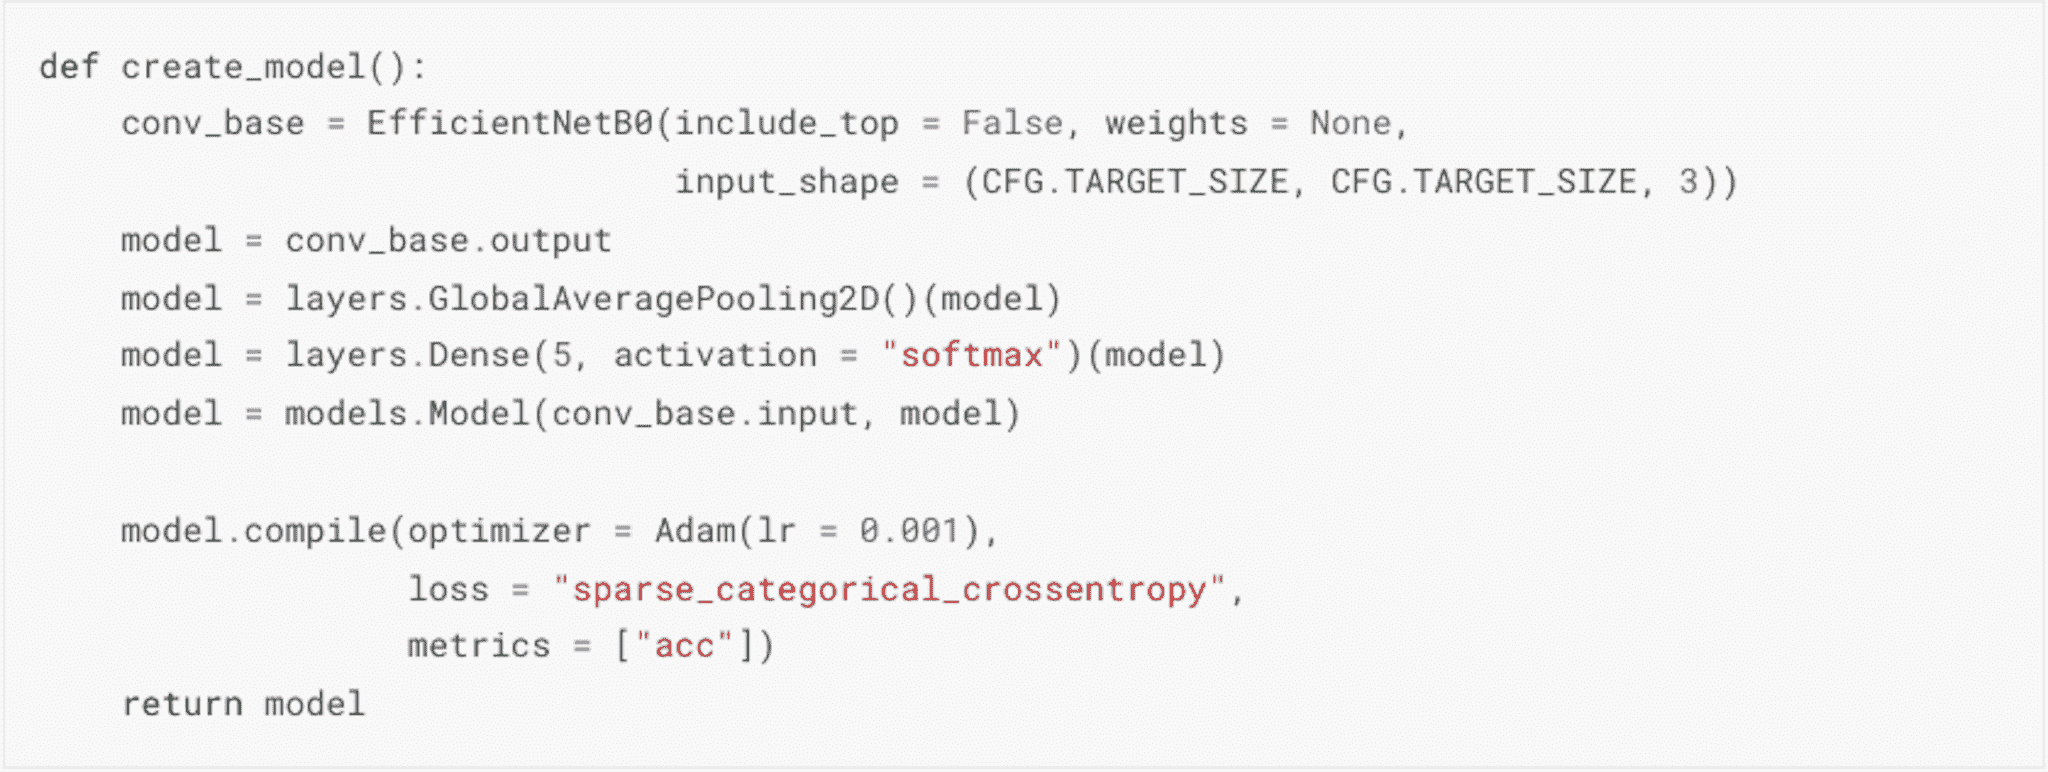 def create_model():
    conv_base = EfficientNetB0(include_top = False, weights = None,
                               input_shape = (CFG.TARGET_SIZE, CFG.TARGET_SIZE, 3))
    model = conv_base.output
    model = layers.GlobalAveragePooling2D()(model)
    model = layers.Dense(5, activation = "softmax")(model)
    model = models.Model(conv_base.input, model)

    model.compile(optimizer = Adam(lr = 0.001),
                  loss = "sparse_categorical_crossentropy",
                  metrics = ["acc"])
    return model